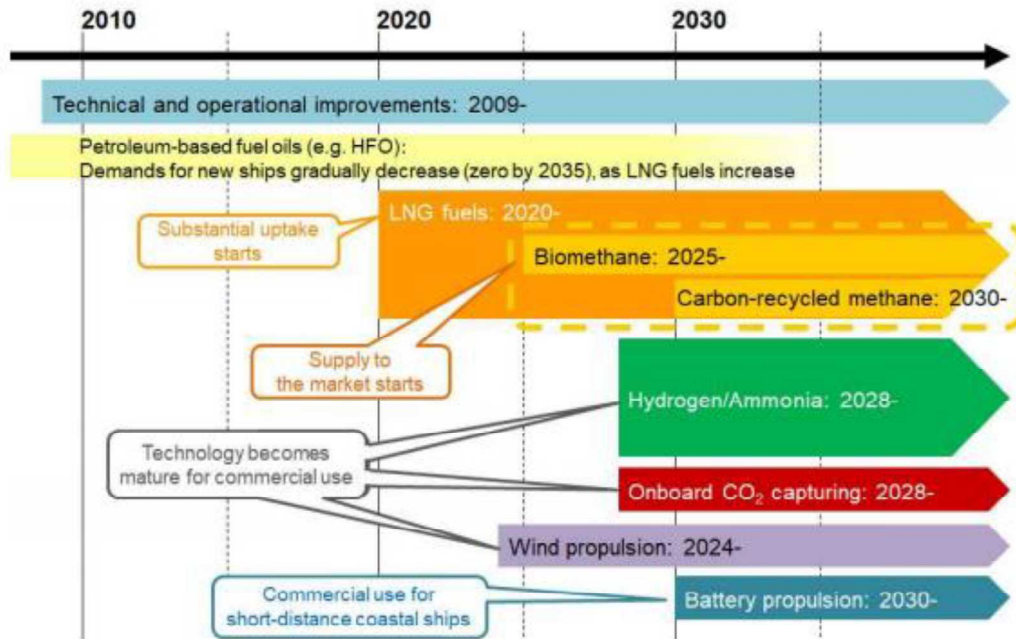 2010 2020 2030
Technical and operational improvements: 2009-
Petroleum-based fuel oils (e.g. HFO):
Demands for new ships gradually decrease (zero by 2035), as LNG fuels increase
LNG fuels: 2020-
Substantial uptake
starts
Biomethane: 2025-
Carbon-recycled methane: 2030-
Supply to
the market starts
Hydrogen/Ammonia: 2028-
Technology becomes
mature for commercial use
Onboard CO₂ capturing: 2028-
Wind propulsion: 2024-
Commercial use for
short-distance coastal ships
Battery propulsion: 2030-